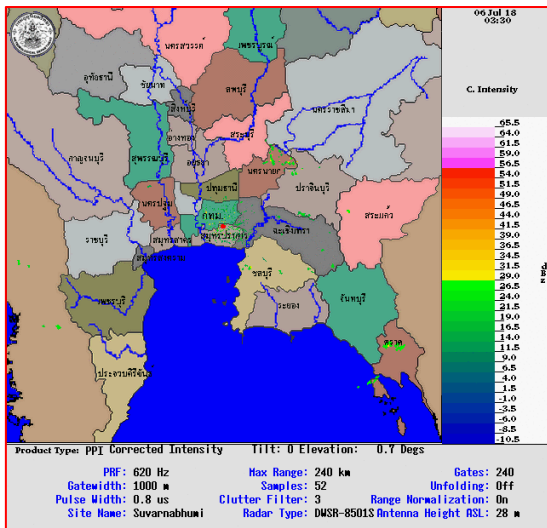 06 Jul 18
03:30
C. Intensity
65.5
64.0
61.0
60.0
57.0
56.5
54.0
51.5
49.0
46.5
44.0
41.5
39.0
36.5
34.0
31.5
29.0
26.5
24.0
21.5
19.0
16.5
14.0
11.5
9.0
6.5
4.0
1.5
-1.0
-3.5
-6.0
-8.5
-10.5
นครสวรรค์
เพชรบูรณ์
อุทัยธานี
ชัยนาท
ลพบุรี
สิงห์บุรี
นครราชสีมา
อ่างทอง
สระบุรี
กาญจนบุรี
สุพรรณบุรี
อยุธยา
นครนายก
ปทุมธานี
ปราจีนบุรี
นครปฐม
กทม.
สระแก้ว
ราชบุรี
สมุทรสาคร
สมุทรปราการ
ฉะเชิงเทรา
สมุทรสงคราม
ชลบุรี
เพชรบุรี
ระยอง
จันทบุรี
ตราด
ประจวบคีรีขันธ์
Product Type: PPI Corrected Intensity Tilt: 0 Elevation: 0.7 Degs
PRF: 620 Hz Max Range: 240 km Gates: 240
Gatewidth: 1000 m Samples: 52 Unfolding: Off
Pulse Width: 0.8 us Clutter Filter: 3 Range Normalization: On
Site Name: Suvarnabhumi Radar Type: DWSR-8501S Antenna Height ASL: 28 m